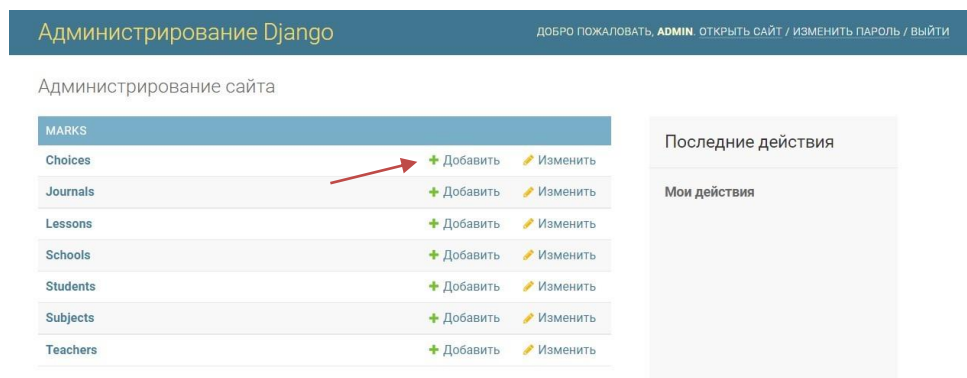 Администрирование Django
ДОБРО ПОЖАЛОВАТЬ, ADMIN. ОТКРЫТЬ САЙТ / ИЗМЕНИТЬ ПАРОЛЬ / ВЫЙТИ
Администрирование сайта
MARKS
Choices Добавить Изменить
Journals Добавить Изменить
Lessons Добавить Изменить
Schools Добавить Изменить
Students Добавить Изменить
Subjects Добавить Изменить
Teachers Добавить Изменить
Последние действия
Мои действия